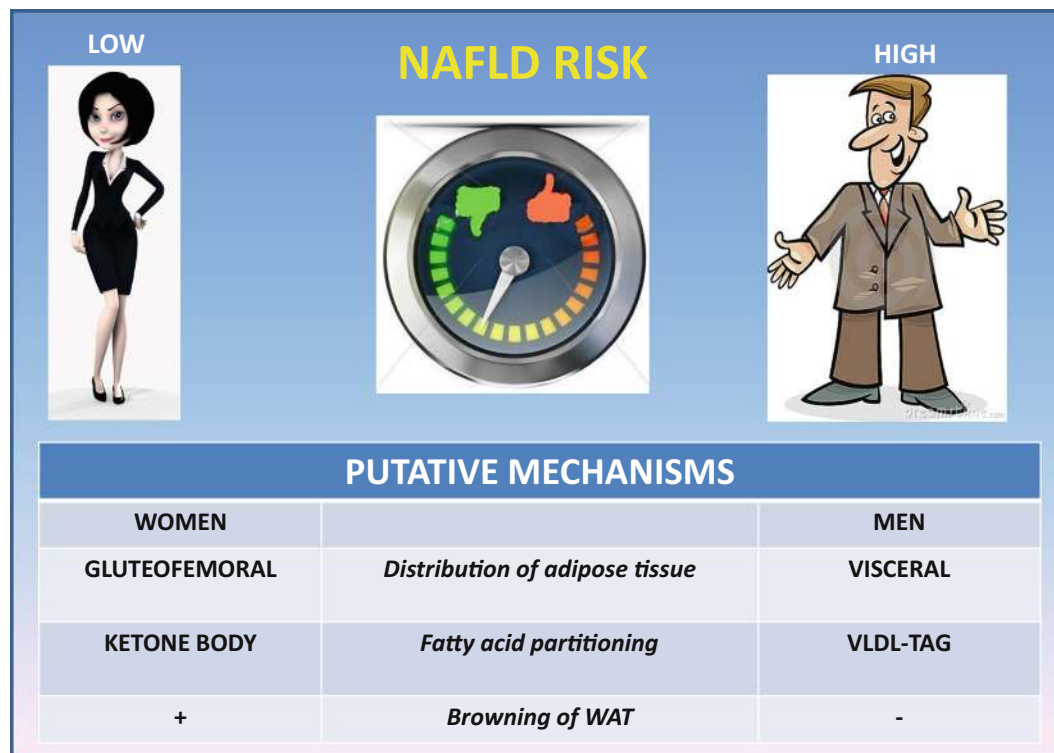 LOW
NAFLD RISK
HIGH
PUTATIVE MECHANISMS
WOMEN MEN
GLUTEOFEMORAL Distribution of adipose tissue VISCERAL
KETONE BODY Fatty acid partitioning VLDL-TAG
+ Browning of WAT -